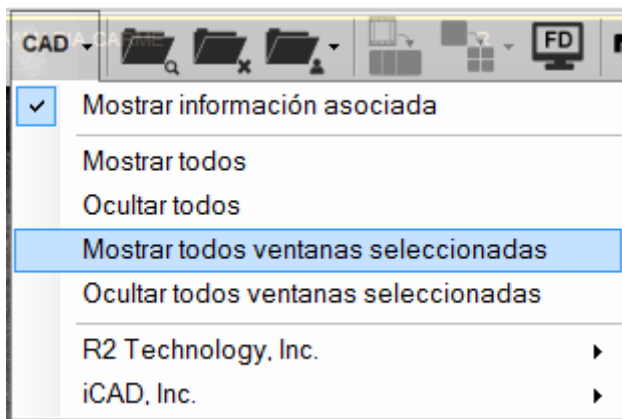 CAD
FD
Mostrar información asociada
Mostrar todos
Ocultar todos
Mostrar todos ventanas seleccionadas
Ocultar todos ventanas seleccionadas
R2 Technology, Inc.
iCAD, Inc.